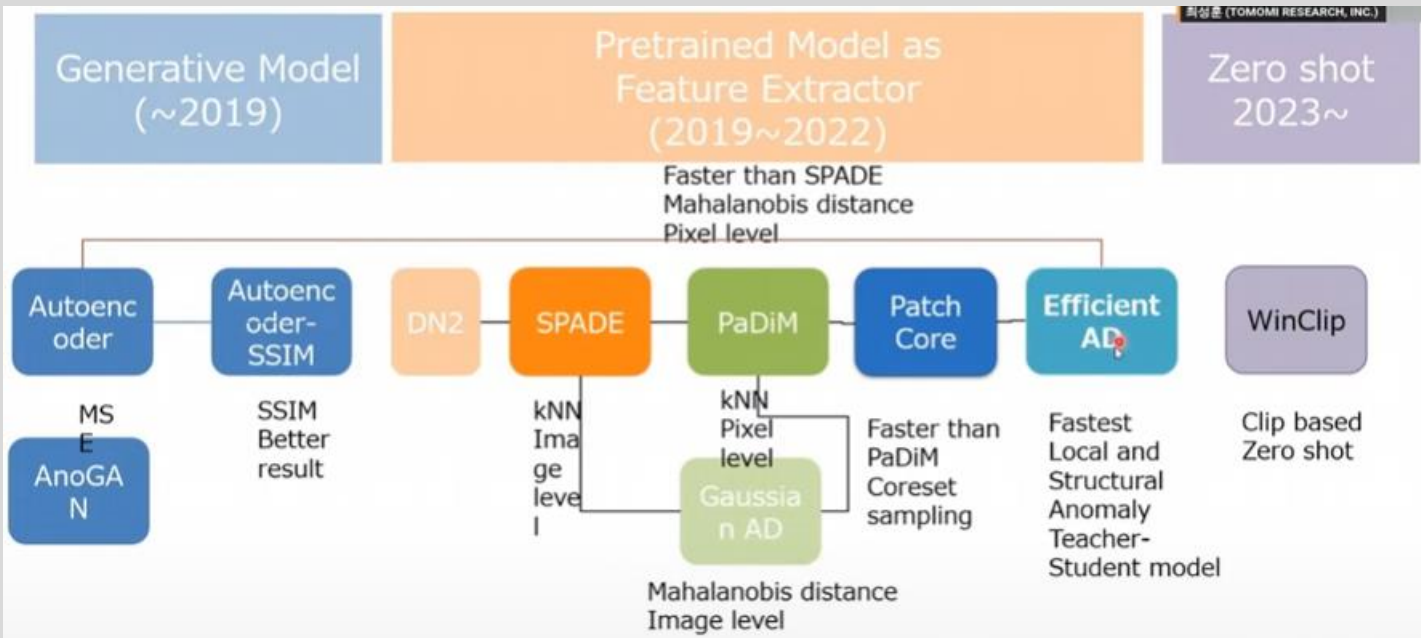 최성훈 (TOMOMI RESEARCH, INC.)
Generative Model
(~2019)
Pretrained Model as
Feature Extractor
(2019~2022)
Zero shot
2023~
Faster than SPADE
Mahalanobis distance
Pixel level
Autoenc
oder
Autoenc
oder-
SSIM
DN2
SPADE
PaDiM
Patch
Core
Efficient
AD
WinClip
MS
E
AnoGA
N
SSIM
Better
result
kNN
Ima
ge
leve
l
kNN
Pixel
level
Gaussia
n AD
Mahalanobis distance
Image level
Faster than
PaDiM
Coreset
sampling
Fastest
Local and
Structural
Anomaly
Teacher-
Student model
Clip based
Zero shot